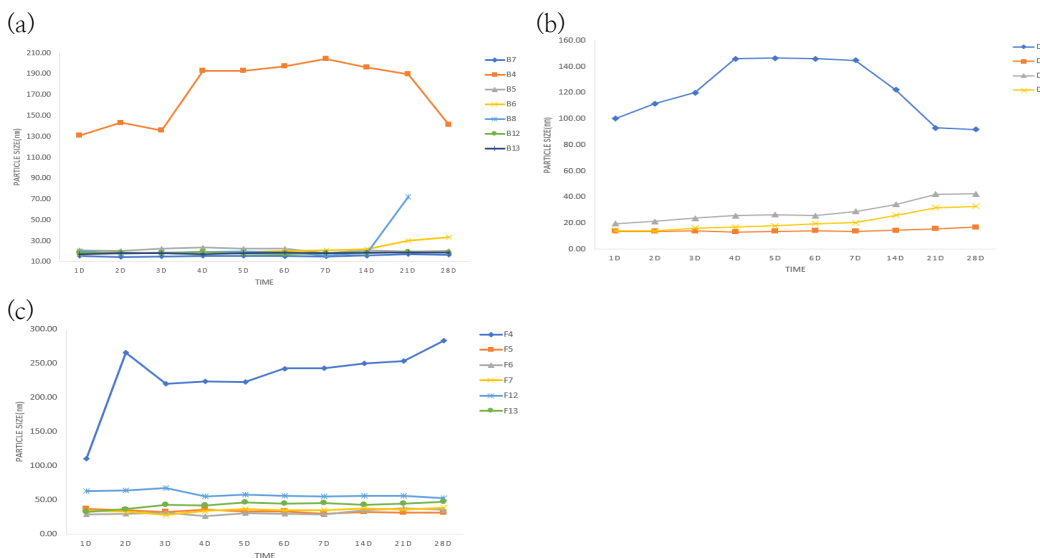 (a)
210.00
190.00
170.00
150.00
130.00
110.00
90.00
70.00
50.00
30.00
10.00
PARTICLE SIZE(nm)
1 D 2 D 3 D 4 D 5 D 6 D 7 D 14 D 21 D 28 D
TIME
B7
B4
B5
B6
B8
B12
B13
(b)
160.00
140.00
120.00
100.00
80.00
60.00
40.00
20.00
0.00
PARTICLE SIZE(nm)
1 D 2 D 3 D 4 D 5 D 6 D 7 D 14 D 21 D 28 D
TIME
D
D
D
D
(c)
300.00
250.00
200.00
150.00
100.00
50.00
0.00
PARTICLE SIZE(nm)
1 D 2 D 3 D 4 D 5 D 6 D 7 D 14 D 21 D 28 D
TIME
F4
F5
F6
F7
F12
F13